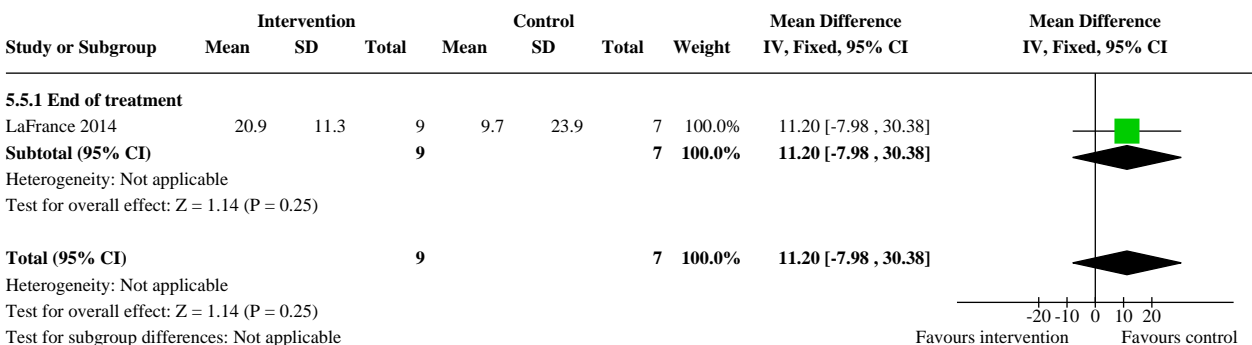 Intervention Control Mean Difference Mean Difference
Study or Subgroup Mean SD Total Mean SD Total Weight IV, Fixed, 95% CI IV, Fixed, 95% CI
5.5.1 End of treatment
LaFrance 2014 20.9 11.3 9 9.7 23.9 7 100.0% 11.20 [-7.98 , 30.38]
Subtotal (95% CI) 9 7 100.0% 11.20 [-7.98 , 30.38]
Heterogeneity: Not applicable
Test for overall effect: Z = 1.14 (P = 0.25)
Total (95% CI) 9 7 100.0% 11.20 [-7.98 , 30.38]
Heterogeneity: Not applicable
Test for overall effect: Z = 1.14 (P = 0.25)
-20 -10 0 10 20
Test for subgroup differences: Not applicable Favours intervention Favours control